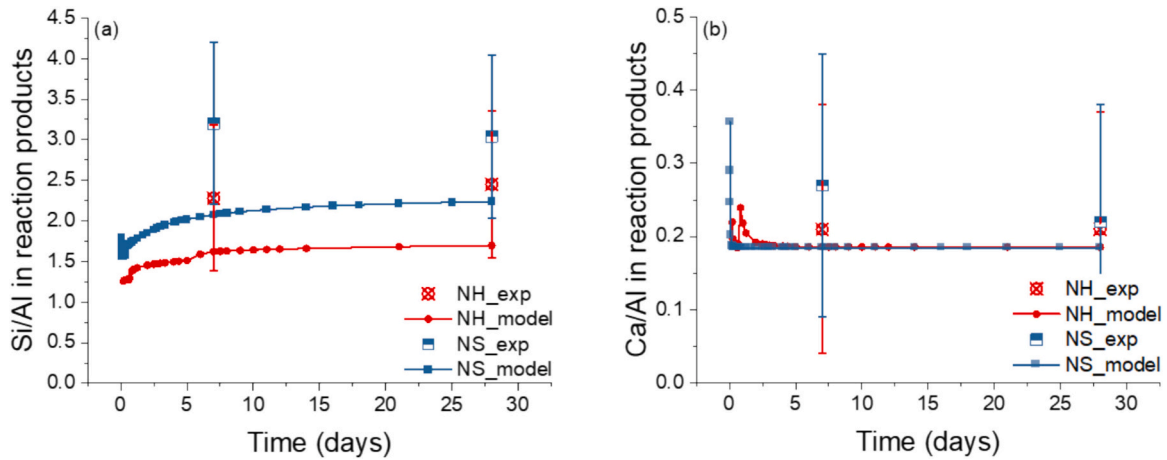 (a)
Si/Al in reaction products
4.5
4.0
3.5
3.0
2.5
2.0
1.5
1.0
0.5
0.0
0 5 10 15 20 25 30
Time (days)
NH_exp
NH_model
NS_exp
NS_model
(b)
Ca/Al in reaction products
0.5
0.4
0.3
0.2
0.1
0.0
0 5 10 15 20 25 30
Time (days)
NH_exp
NH_model
NS_exp
NS_model